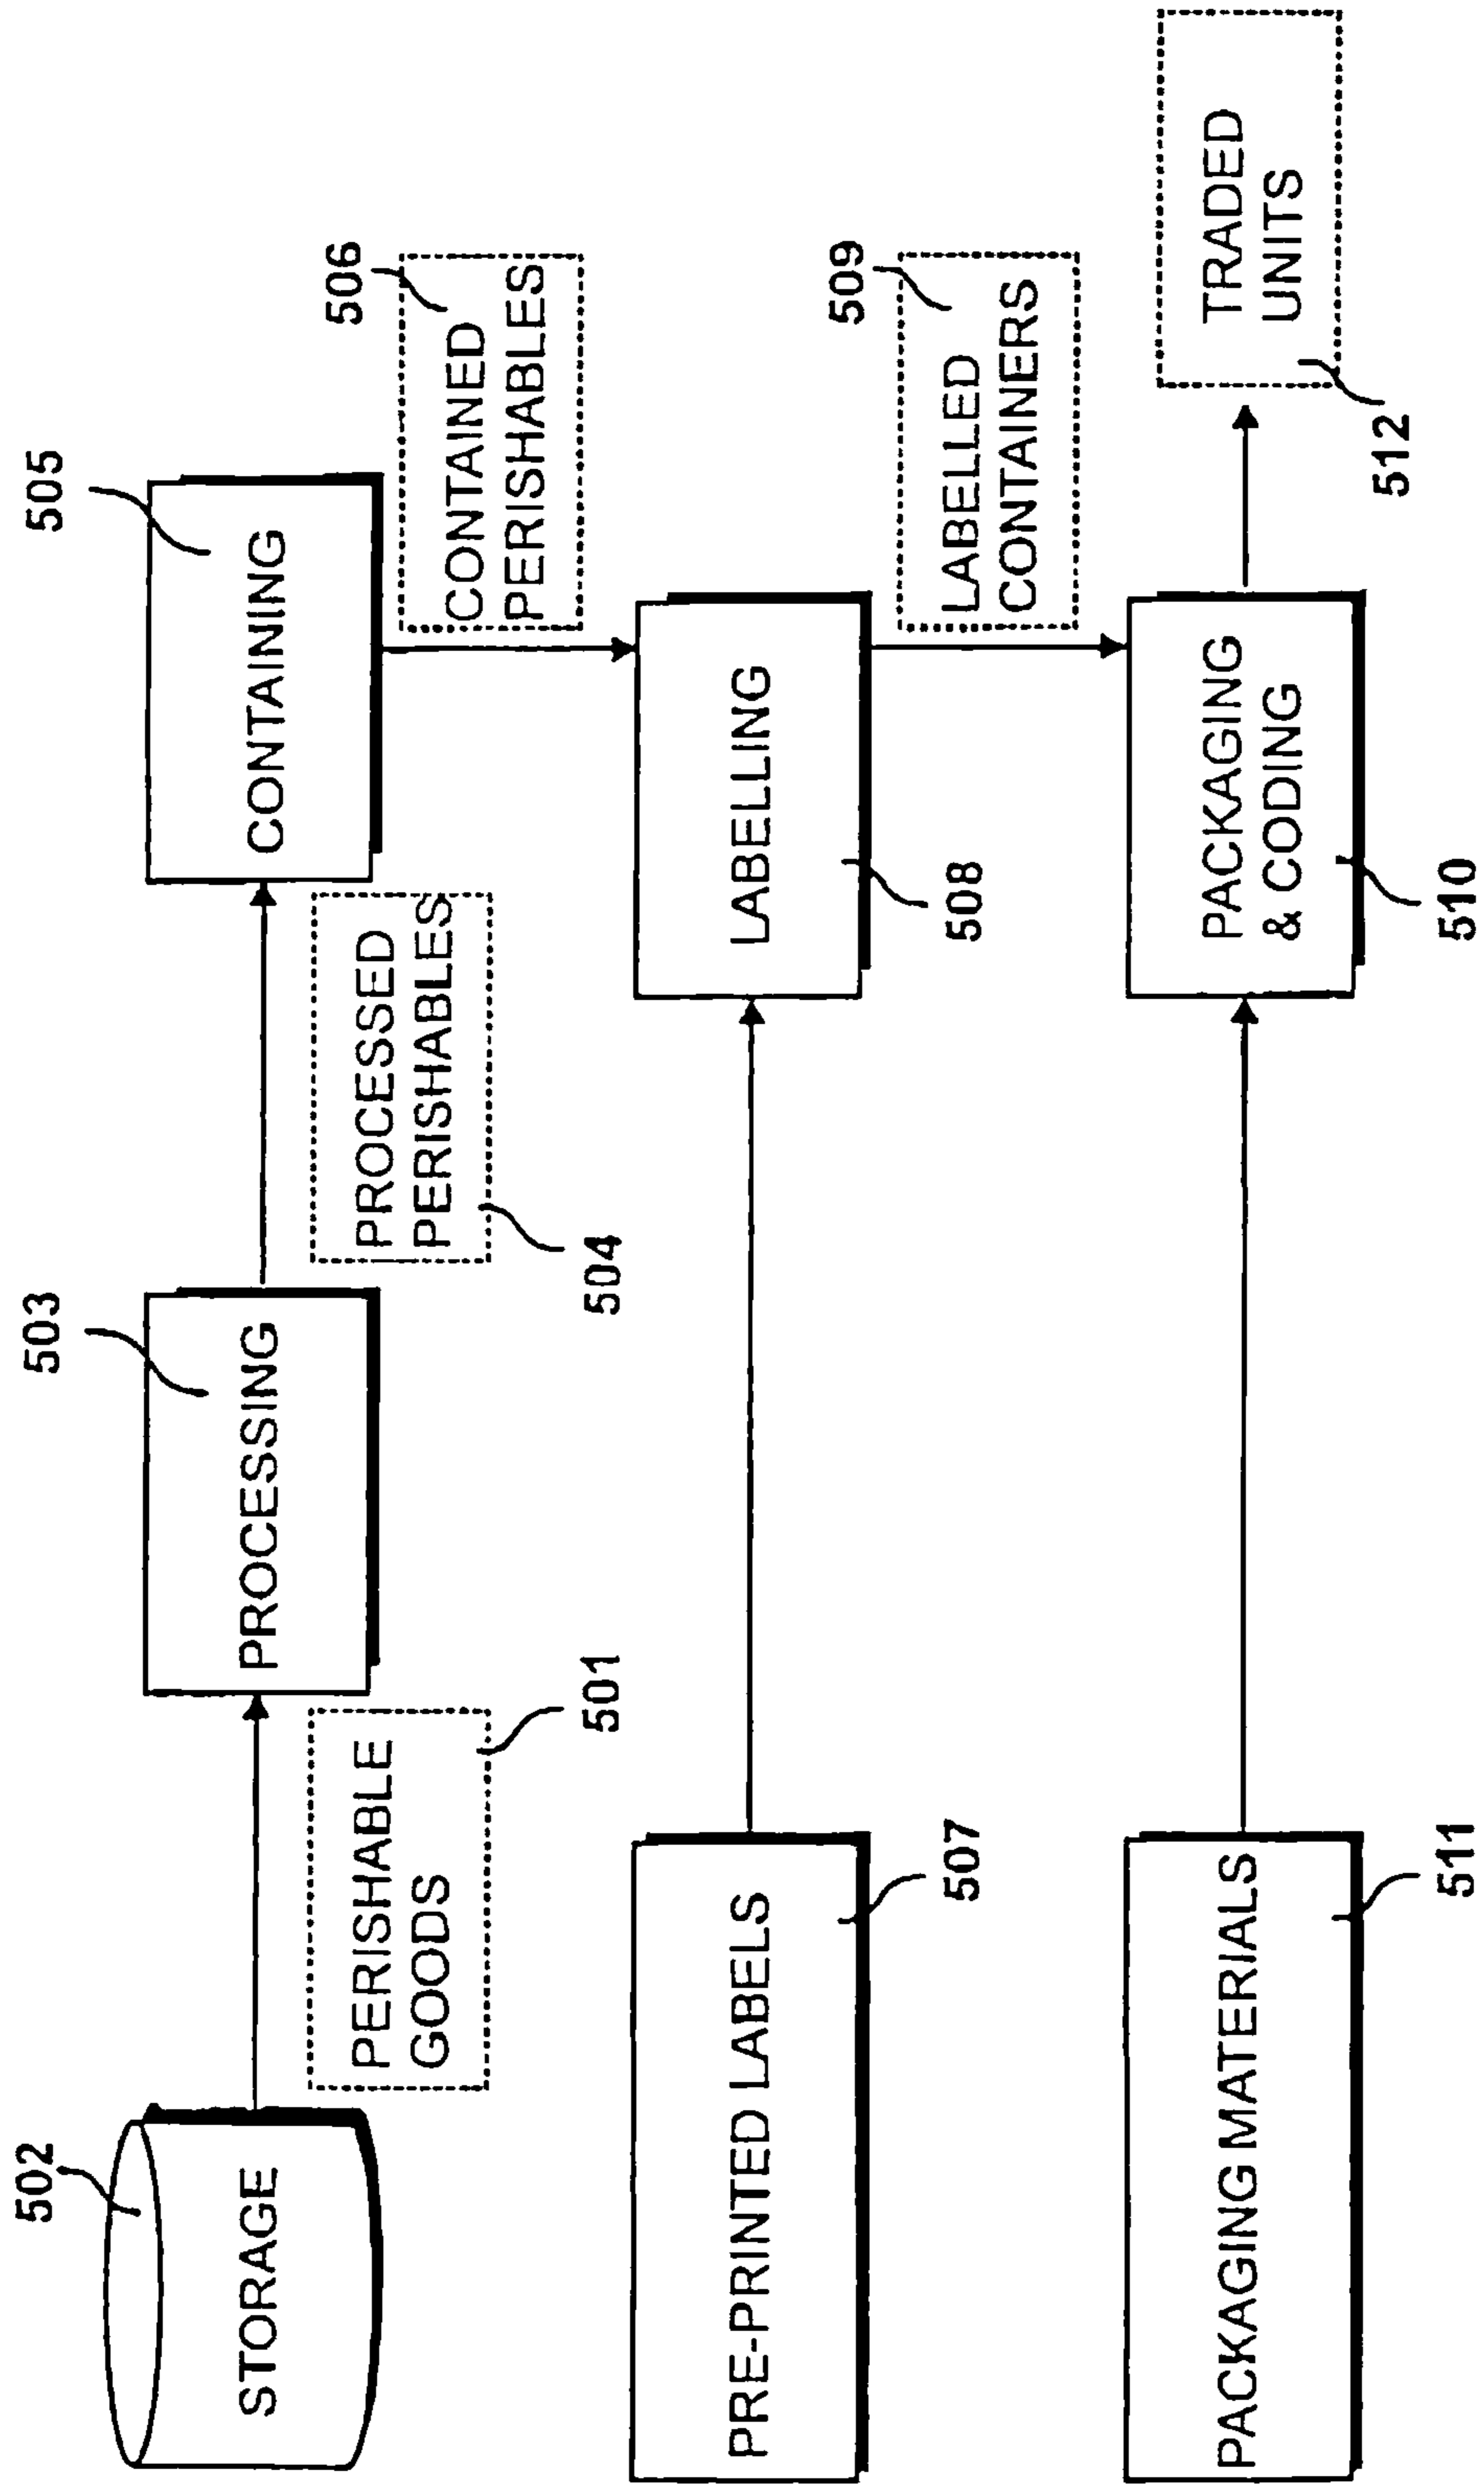 502
STORAGE
PERISHABLE
GOODS
501
503
PROCESSING
PROCESSED
PERISHABLES
504
505
CONTAINING
506
CONTAINED
PERISHABLES
PRE-PRINTED LABELS
507
LABELLING
508
509
LABELLED
CONTAINERS
PACKAGING MATERIALS
511
PACKAGING
& CODING
510
TRADED
UNITS
512